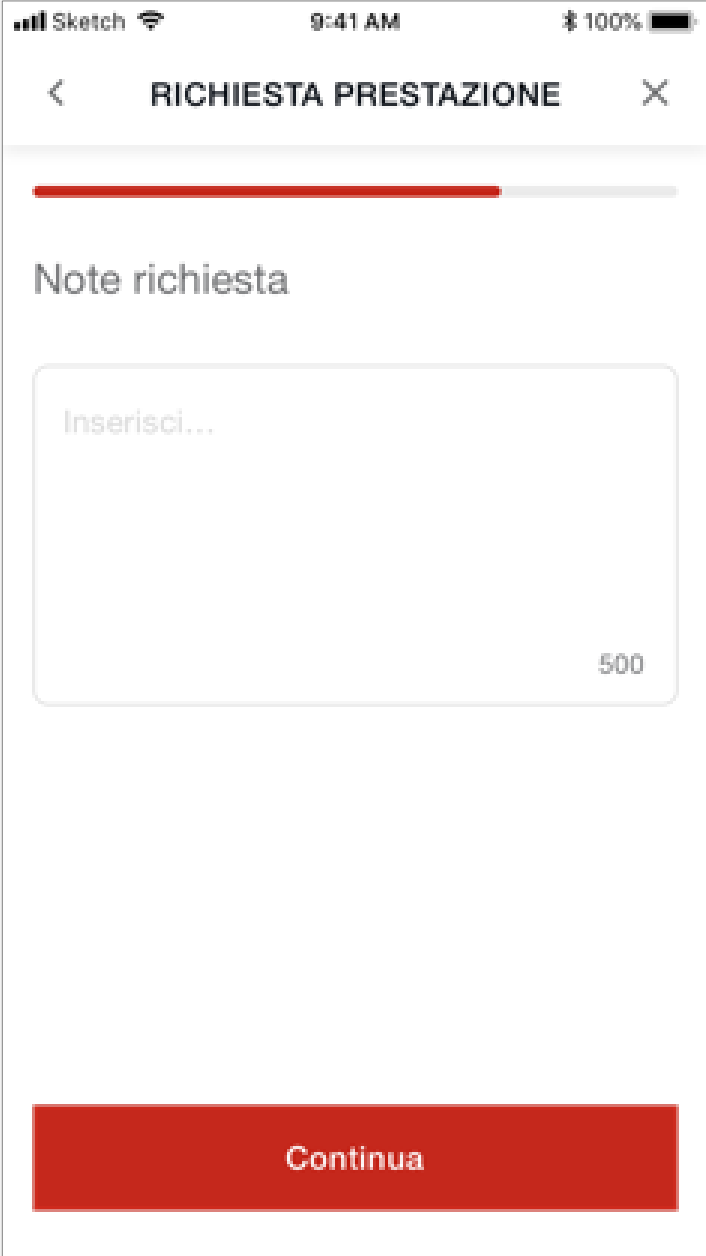 Sketch 9:41 AM 100%
RICHIESTA PRESTAZIONE
Note richiesta
Inserisci...
500
Continua